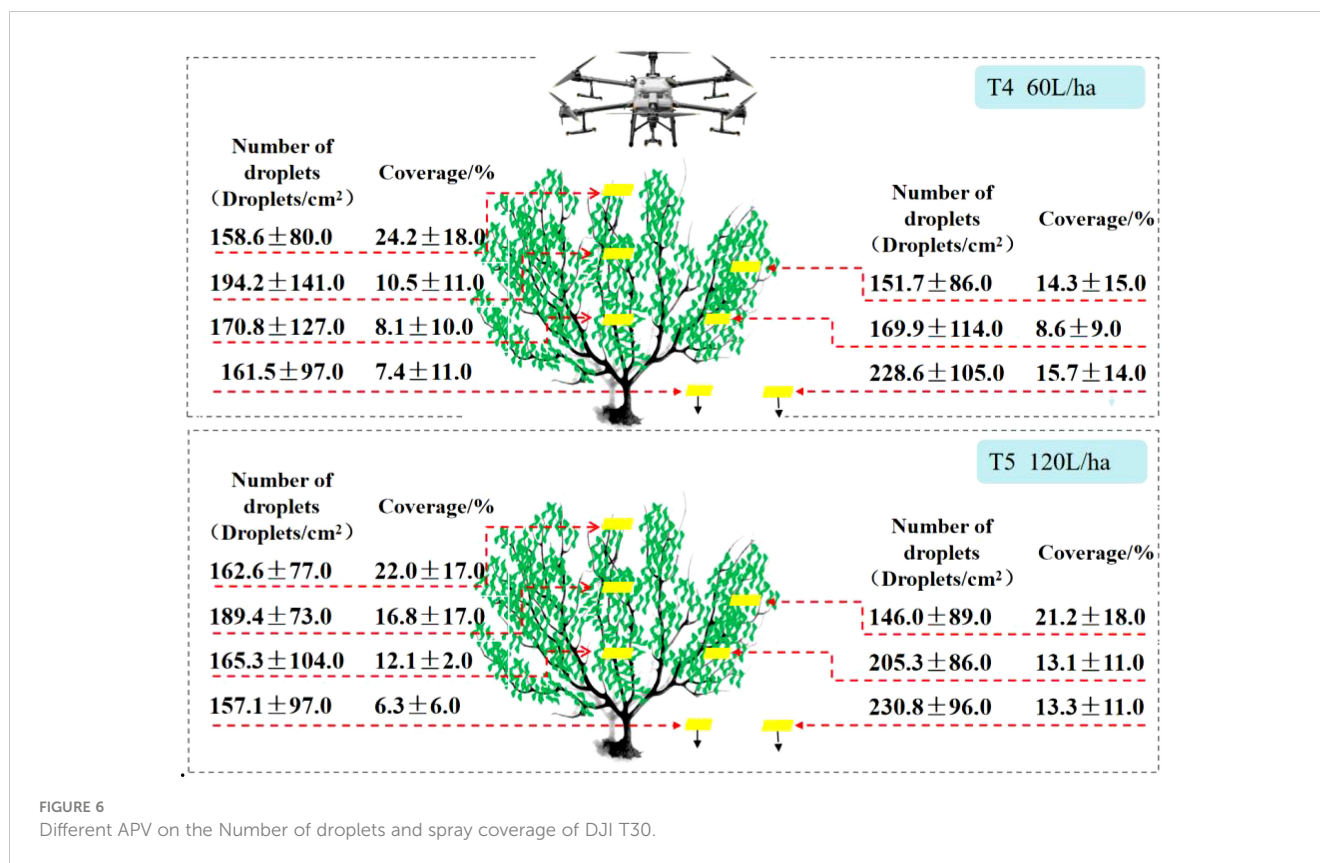 T4 60L/ha
Number of
droplets
(Droplets/cm²)
Coverage/%
158.6±80.0 24.2±18.0
194.2±141.0 10.5±11.0
170.8±127.0 8.1±10.0
161.5±97.0 7.4±11.0
Number of
droplets
(Droplets/cm²)
Coverage/%
151.7±86.0 14.3±15.0
169.9±114.0 8.6±9.0
228.6±105.0 15.7±14.0
T5 120L/ha
Number of
droplets
(Droplets/cm²)
Coverage/%
162.6±77.0 22.0±17.0
189.4±73.0 16.8±17.0
165.3±104.0 12.1±2.0
157.1±97.0 6.3±6.0
Number of
droplets
(Droplets/cm²)
Coverage/%
146.0±89.0 21.2±18.0
205.3±86.0 13.1±11.0
230.8±96.0 13.3±11.0
FIGURE 6
Different APV on the Number of droplets and spray coverage of DJI T30.